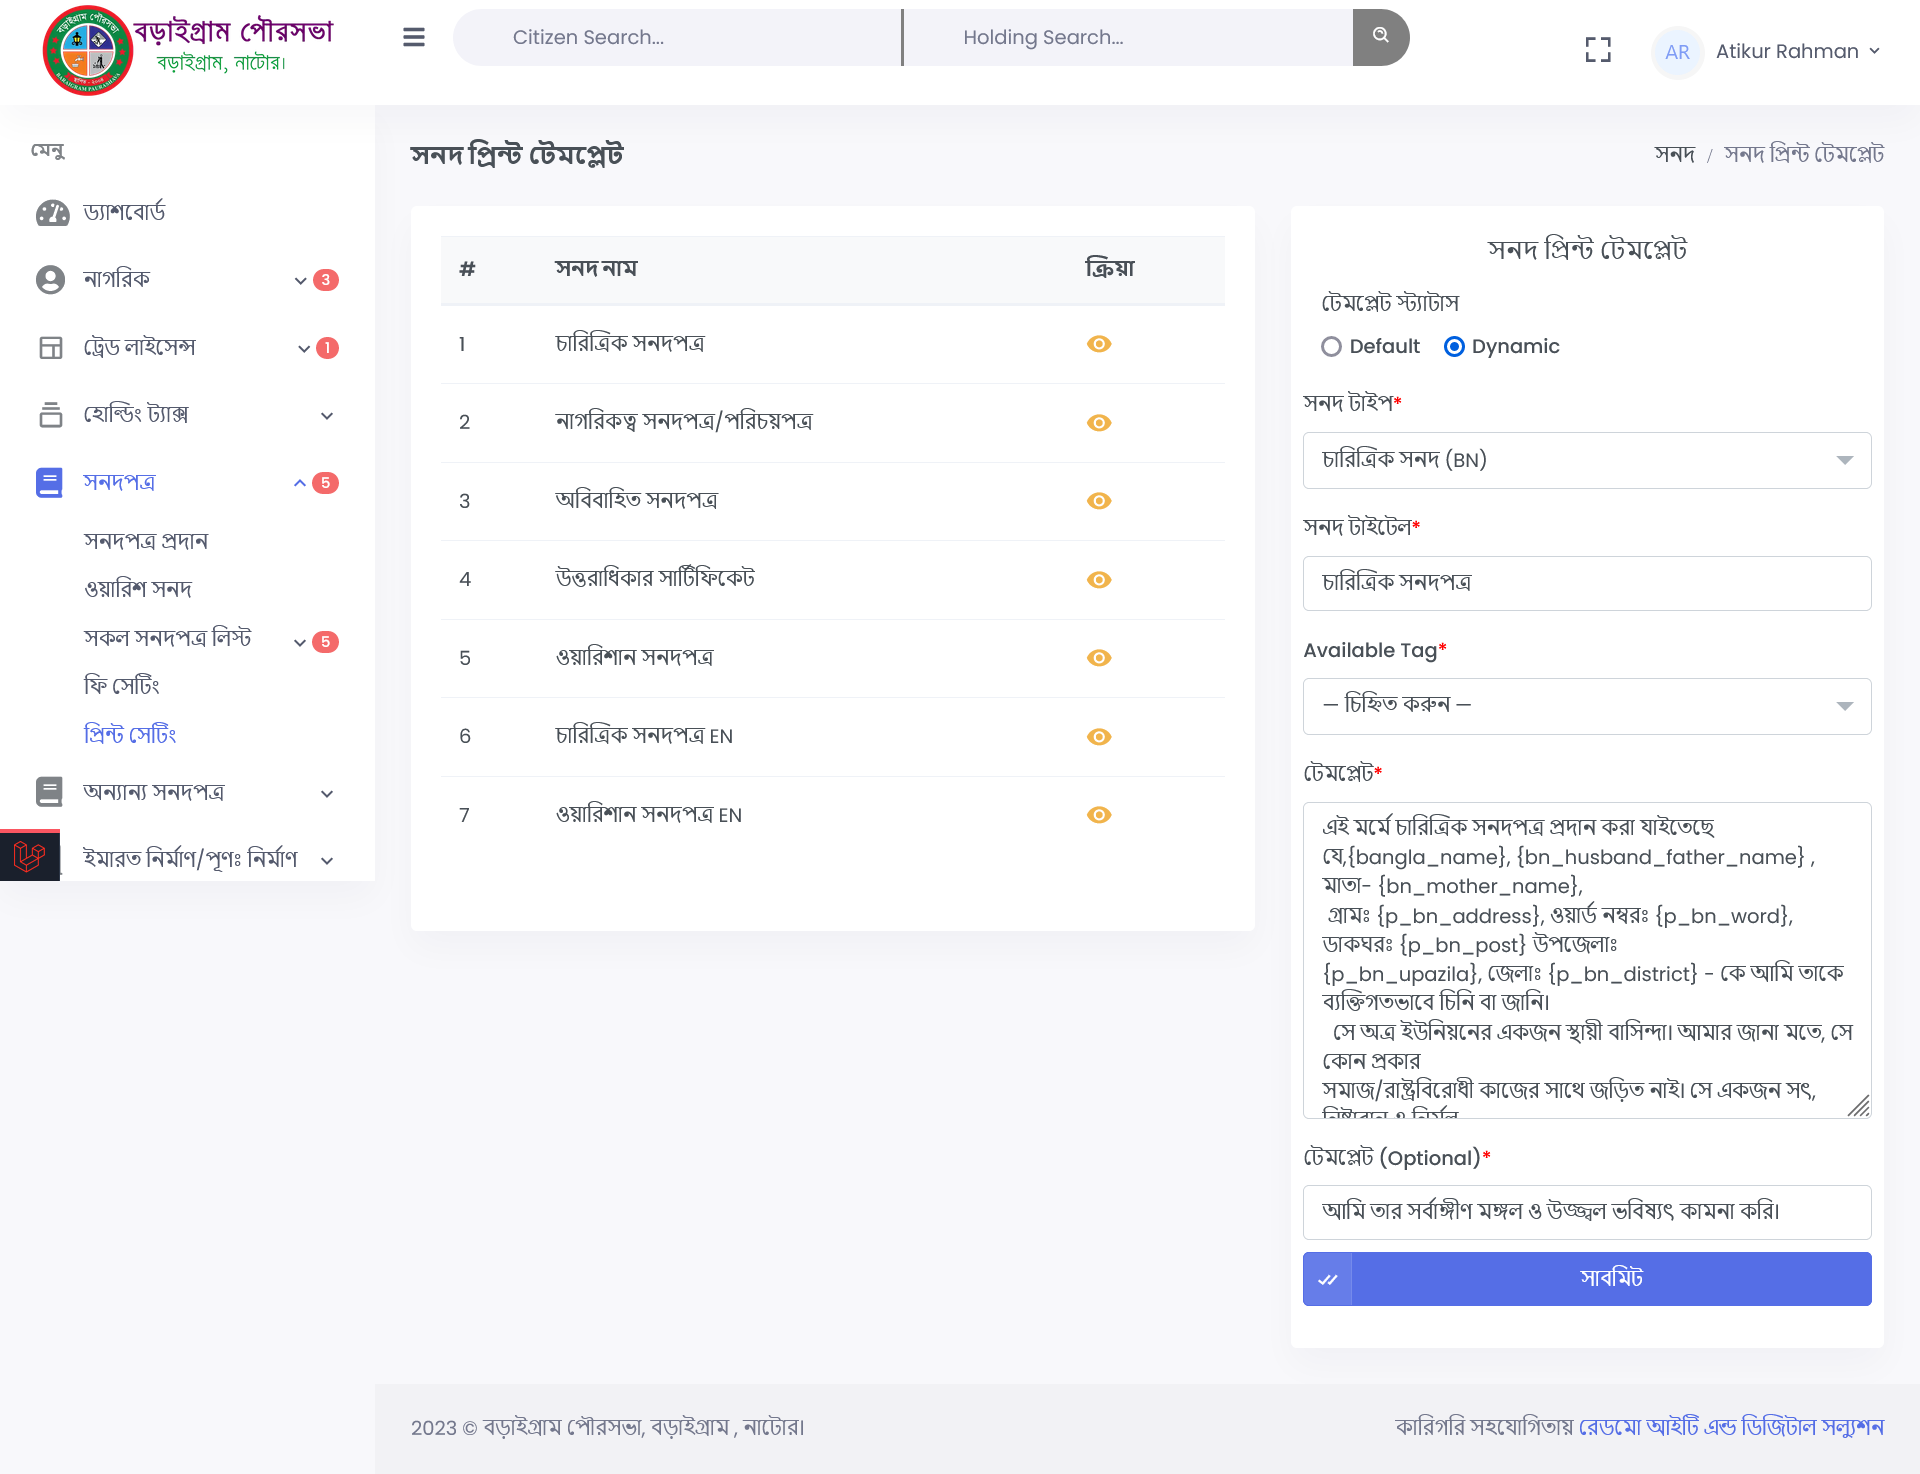 বড়াইগ্রাম পৌরসভা
বড়াইগ্রাম, নাটোর।
Citizen Search...
Holding Search...
AR
Atikur Rahman
মেনু
ড্যাশবোর্ড
নাগরিক
3
ট্রেড লাইসেন্স
1
হোল্ডিং ট্যাক্স
সনদপত্র
5
সনদপত্র প্রদান
ওয়ারিশ সনদ
সকল সনদপত্র লিস্ট
5
ফি সেটিং
প্রিন্ট সেটিং
অন্যান্য সনদপত্র
ইমারত নির্মাণ/পূণঃ নির্মাণ
সনদ প্রিন্ট টেমপ্লেট
সনদ / সনদ প্রিন্ট টেমপ্লেট
# সনদ নাম ক্রিয়া
1 চারিত্রিক সনদপত্র
2 নাগরিকত্ব সনদপত্র/পরিচয়পত্র
3 অবিবাহিত সনদপত্র
4 উত্তরাধিকার সার্টিফিকেট
5 ওয়ারিশান সনদপত্র
6 চারিত্রিক সনদপত্র EN
7 ওয়ারিশান সনদপত্র EN
সনদ প্রিন্ট টেমপ্লেট
টেমপ্লেট স্ট্যাটাস
Default Dynamic
সনদ টাইপ*
চারিত্রিক সনদ (BN)
সনদ টাইটেল*
চারিত্রিক সনদপত্র
Available Tag*
— চিহ্নিত করুন —
টেমপ্লেট*
এই মর্মে চারিত্রিক সনদপত্র প্রদান করা যাইতেছে
যে,{bangla_name}, {bn_husband_father_name} ,
মাতা- {bn_mother_name},
গ্রামঃ {p_bn_address}, ওয়ার্ড নম্বরঃ {p_bn_word},
ডাকঘরঃ {p_bn_post} উপজেলাঃ
{p_bn_upazila}, জেলাঃ {p_bn_district} - কে আমি তাকে
ব্যক্তিগতভাবে চিনি বা জানি।
সে অত্র ইউনিয়নের একজন স্থায়ী বাসিন্দা। আমার জানা মতে, সে
কোন প্রকার
সমাজ/রাষ্ট্রবিরোধী কাজের সাথে জড়িত নাই। সে একজন সৎ,
টেমপ্লেট (Optional)*
আমি তার সর্বাঙ্গীণ মঙ্গল ও উজ্জ্বল ভবিষ্যৎ কামনা করি।
সাবমিট
2023 © বড়াইগ্রাম পৌরসভা, বড়াইগ্রাম , নাটোর।
কারিগরি সহযোগিতায় রেডমো আইটি এন্ড ডিজিটাল সল্যুশন